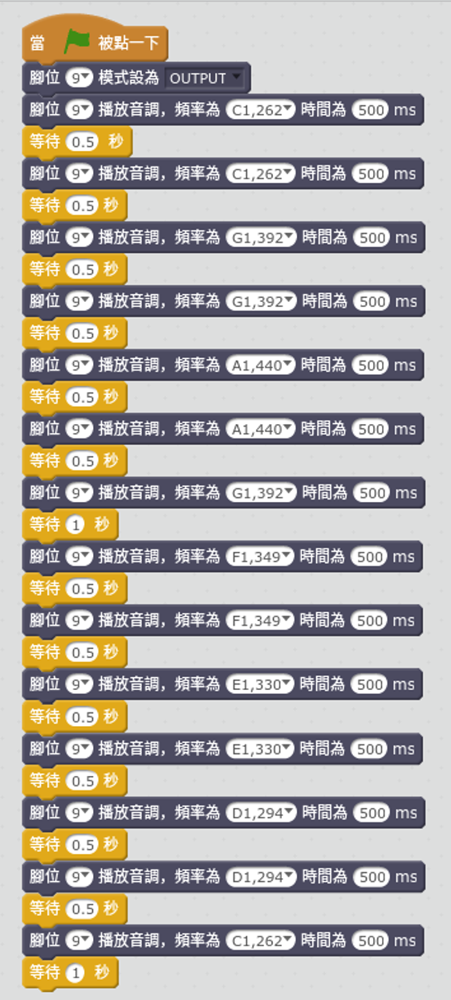 當 被點一下
腳位 9 模式設為 OUTPUT
腳位 9 播放音調，頻率為 C1,262 時間為 500 ms
等待 0.5 秒
腳位 9 播放音調，頻率為 C1,262 時間為 500 ms
等待 0.5 秒
腳位 9 播放音調，頻率為 G1,392 時間為 500 ms
等待 0.5 秒
腳位 9 播放音調，頻率為 G1,392 時間為 500 ms
等待 0.5 秒
腳位 9 播放音調，頻率為 A1,440 時間為 500 ms
等待 0.5 秒
腳位 9 播放音調，頻率為 A1,440 時間為 500 ms
等待 0.5 秒
腳位 9 播放音調，頻率為 G1,392 時間為 500 ms
等待 1 秒
腳位 9 播放音調，頻率為 F1,349 時間為 500 ms
等待 0.5 秒
腳位 9 播放音調，頻率為 F1,349 時間為 500 ms
等待 0.5 秒
腳位 9 播放音調，頻率為 E1,330 時間為 500 ms
等待 0.5 秒
腳位 9 播放音調，頻率為 E1,330 時間為 500 ms
等待 0.5 秒
腳位 9 播放音調，頻率為 D1,294 時間為 500 ms
等待 0.5 秒
腳位 9 播放音調，頻率為 D1,294 時間為 500 ms
等待 0.5 秒
腳位 9 播放音調，頻率為 C1,262 時間為 500 ms
等待 1 秒